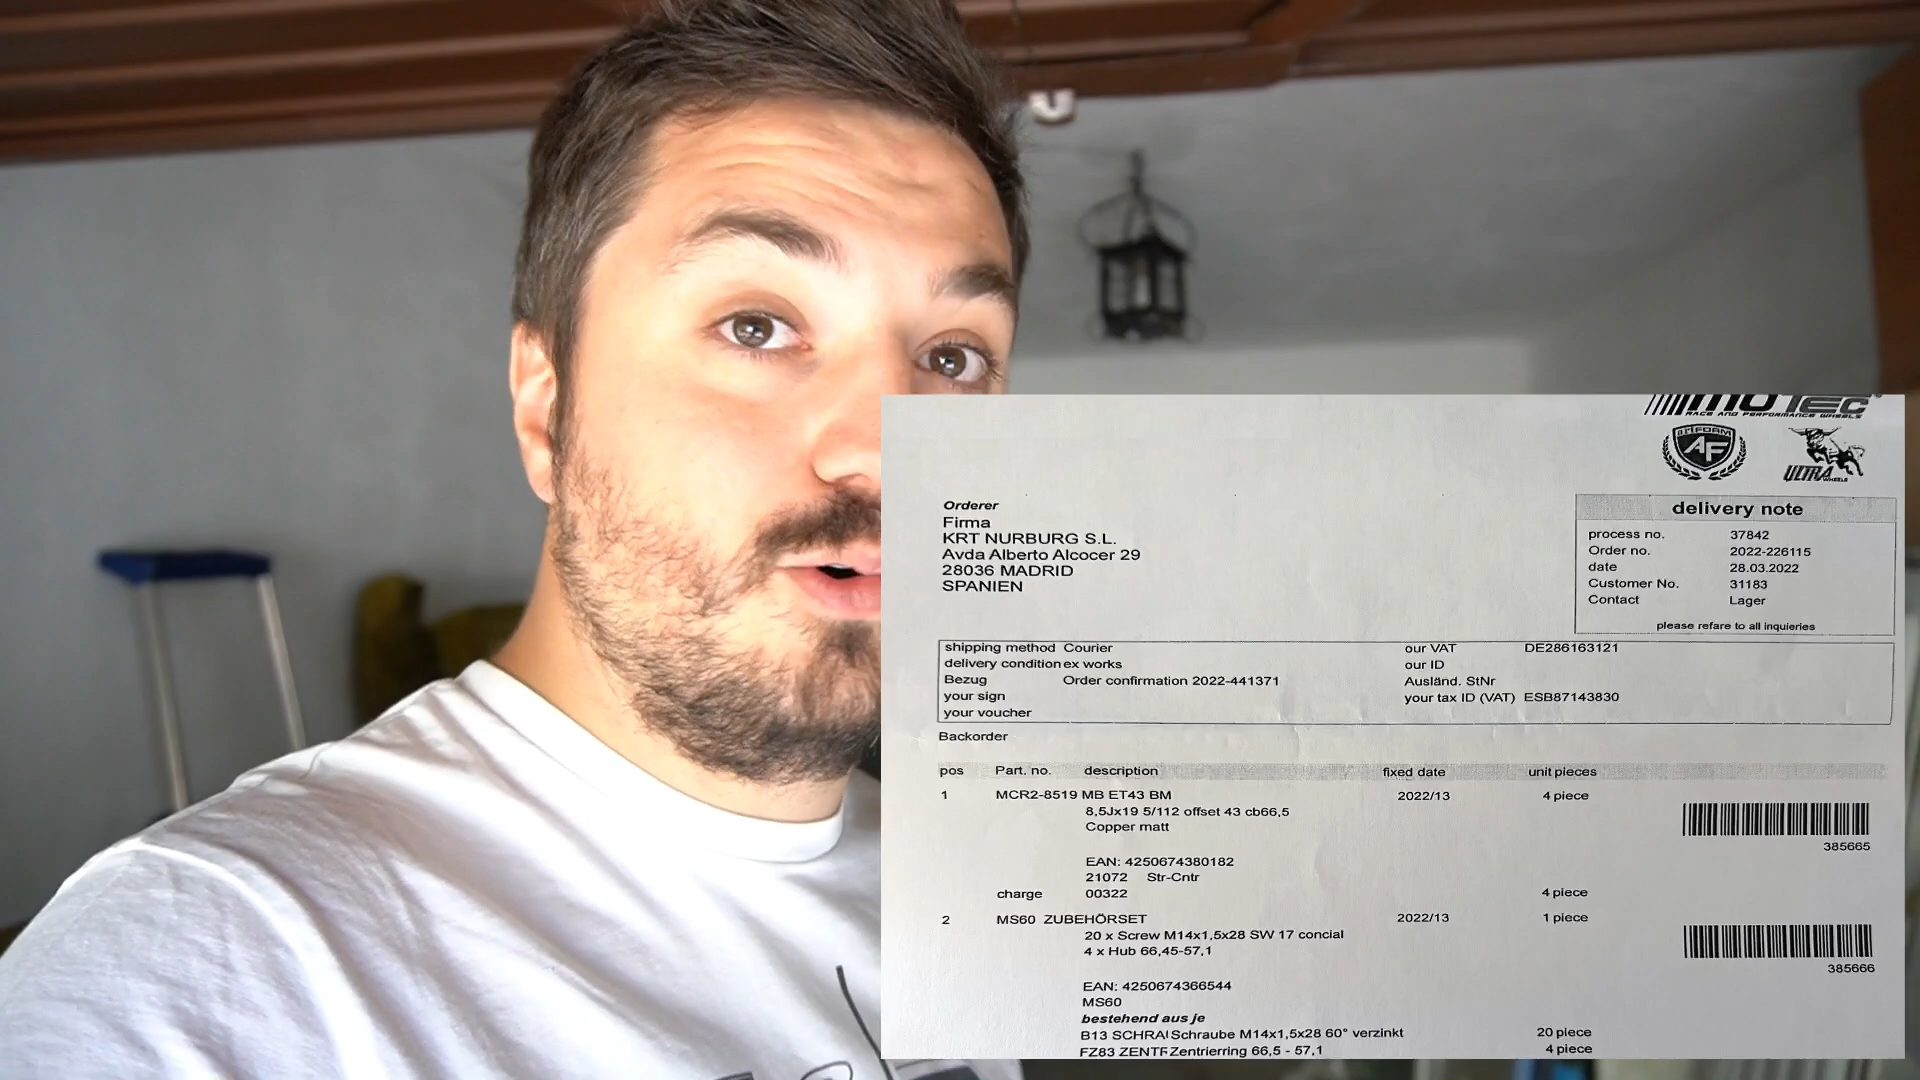 MOTEC
RACE AND PERFORMANCE WHEELS
artFORM
AF
ULTRA
WHEELS
Orderer
Firma
KRT NURBURG S.L.
Avda Alberto Alcocer 29
28036 MADRID
SPANIEN
delivery note
process no. 37842
Order no. 2022-226115
date 28.03.2022
Customer No. 31183
Contact Lager
please refare to all inquieries
shipping method Courier our VAT DE286163121
delivery condition ex works our ID
Bezug Order confirmation 2022-441371 Ausländ. StNr
your sign your tax ID (VAT) ESB87143830
your voucher
Backorder
pos Part. no. description fixed date unit pieces
1 MCR2-8519 MB ET43 BM 2022/13 4 piece
8,5Jx19 5/112 offset 43 cb66,5
Copper matt
385665
EAN: 4250674380182
21072 Str-Cntr
charge 00322 4 piece
2 MS60 ZUBEHÖRSET 2022/13 1 piece
20 x Screw M14x1,5x28 SW 17 concial
4 x Hub 66,45-57,1
385666
EAN: 4250674366544
MS60
bestehend aus je
B13 SCHRA Schraube M14x1,5x28 60° verzinkt 20 piece
FZ83 ZENTF Zentrierring 66,5 - 57,1 4 piece